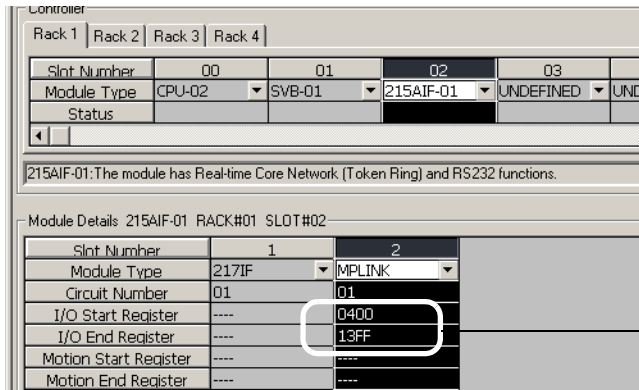 Controller
Rack 1 Rack 2 Rack 3 Rack 4
Slot Number 00 01 02 03
Module Type CPU-02 SVB-01 215AIF-01 UNDEFINED UND
Status
215AIF-01:The module has Real-time Core Network (Token Ring) and RS232 functions.
Module Details 215AIF-01 RACK#01 SLOT#02
Slot Number 1 2
Module Type 217IF MPLINK
Circuit Number 01 01
I/O Start Register ---- 0400
I/O End Register ---- 13FF
Motion Start Register ---- ----
Motion End Register ---- ----